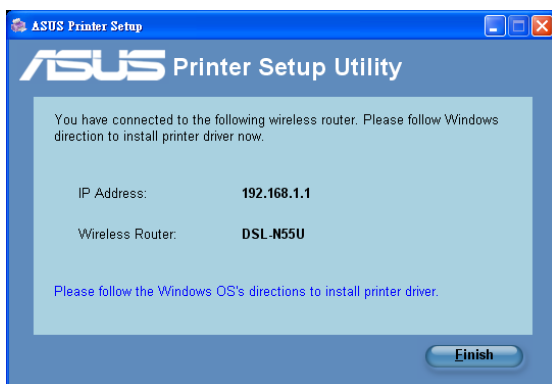 ASUS Printer Setup
ASUS Printer Setup Utility
You have connected to the following wireless router. Please follow Windows
direction to install printer driver now.
IP Address: 192.168.1.1
Wireless Router: DSL-N55U
Please follow the Windows OS's directions to install printer driver.
Finish